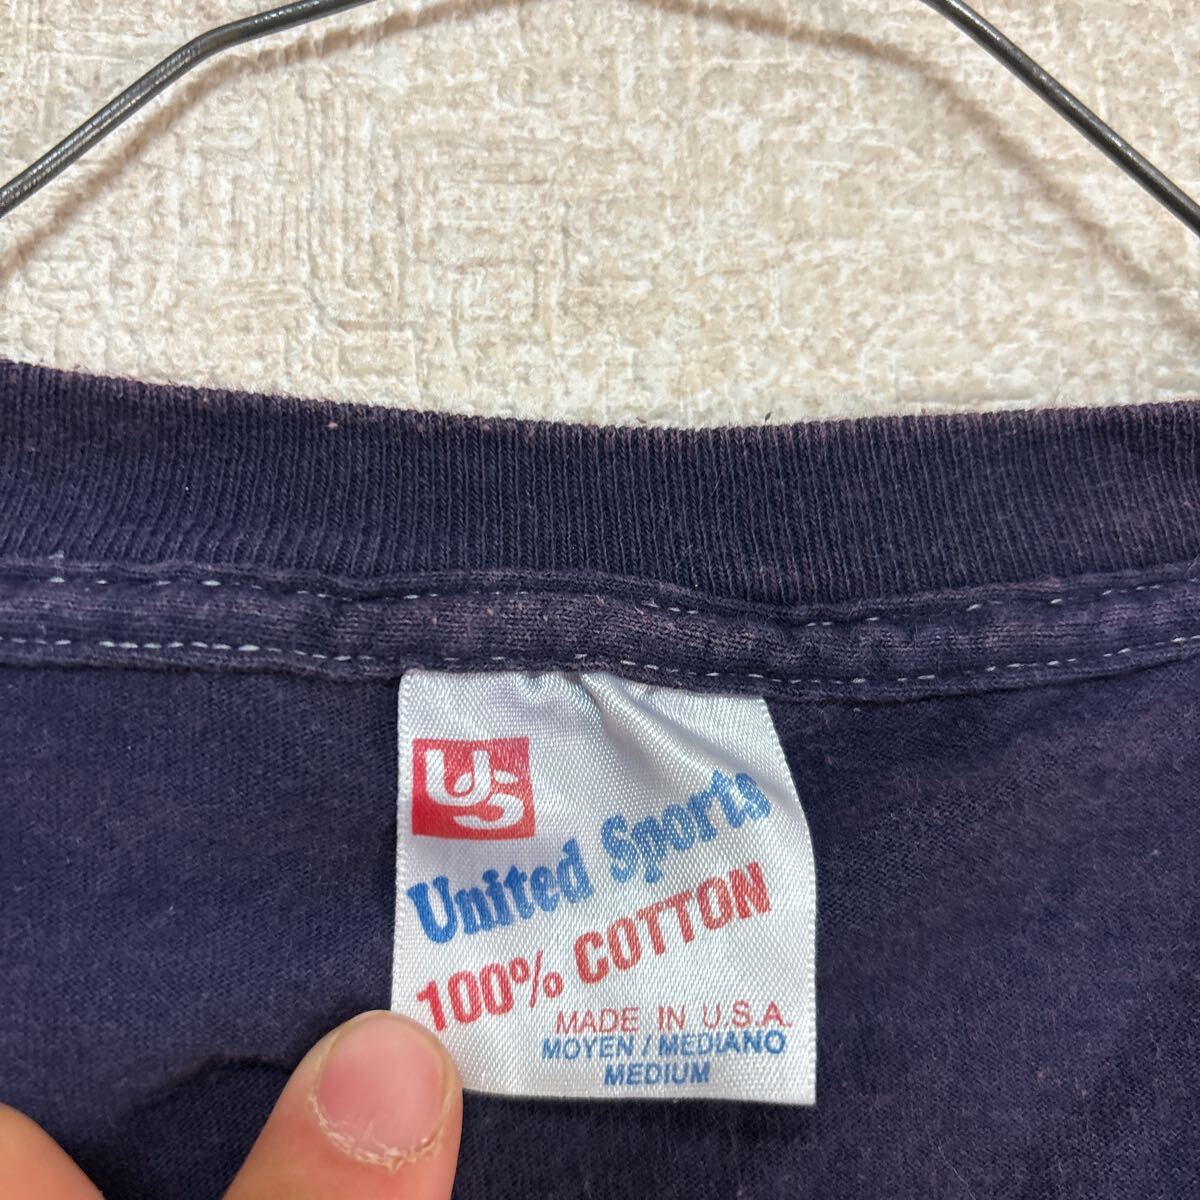 US
United Sports
100% COTTON
MADE IN U.S.A.
MOYEN / MEDIANO
MEDIUM